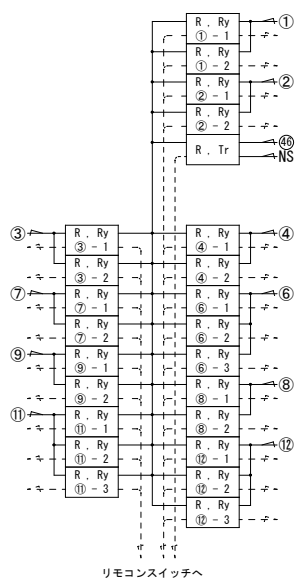 R . Ry
① - 1
①
R . Ry
① - 2
R . Ry
② - 1
②
R . Ry
② - 2
R . Tr
㊻
NS
③
R . Ry
③ - 1
R . Ry
④ - 1
④
R . Ry
③ - 2
R . Ry
④ - 2
⑦
R . Ry
⑦ - 1
R . Ry
⑥ - 1
⑥
R . Ry
⑦ - 2
R . Ry
⑥ - 2
⑨
R . Ry
⑨ - 1
R . Ry
⑥ - 3
R . Ry
⑨ - 2
R . Ry
⑧ - 1
⑧
⑪
R . Ry
⑪ - 1
R . Ry
⑧ - 2
R . Ry
⑪ - 2
R . Ry
⑫ - 1
⑫
R . Ry
⑪ - 3
R . Ry
⑫ - 2
R . Ry
⑫ - 3
リモコンスイッチへ